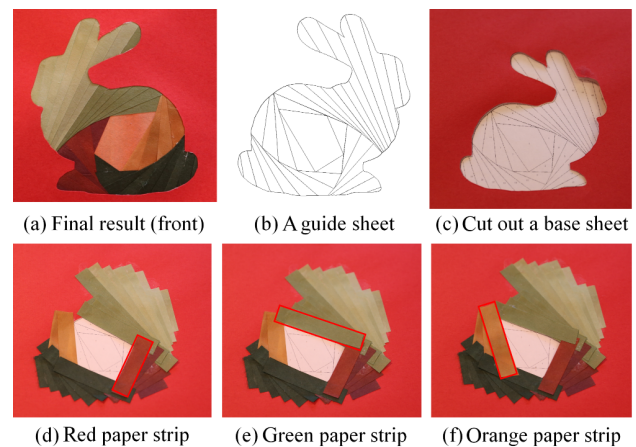 (a) Final result (front)
(b) A guide sheet
(c) Cut out a base sheet
(d) Red paper strip
(e) Green paper strip
(f) Orange paper strip